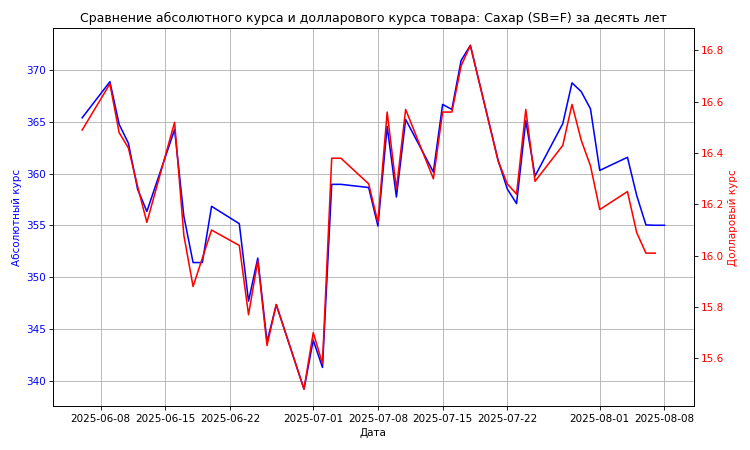 Сравнение абсолютного курса и долларового курса товара: Сахар (SB=F) за десять лет
370
365
360
355
350
345
340
Абсолютный курс
16.8
16.6
16.4
16.2
16.0
15.8
15.6
Долларовый курс
2025-06-08 2025-06-15 2025-06-22 2025-07-01 2025-07-08 2025-07-15 2025-07-22 2025-08-01 2025-08-08
Дата